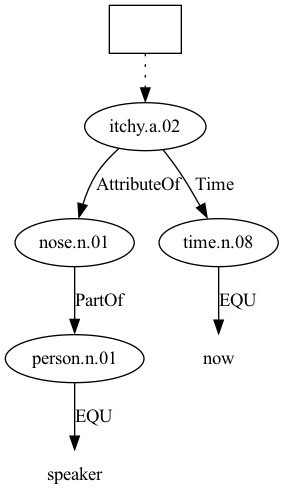 itchy.a.02
AttributeOf Time
nose.n.01 time.n.08
PartOf EQU
person.n.01 now
EQU
speaker